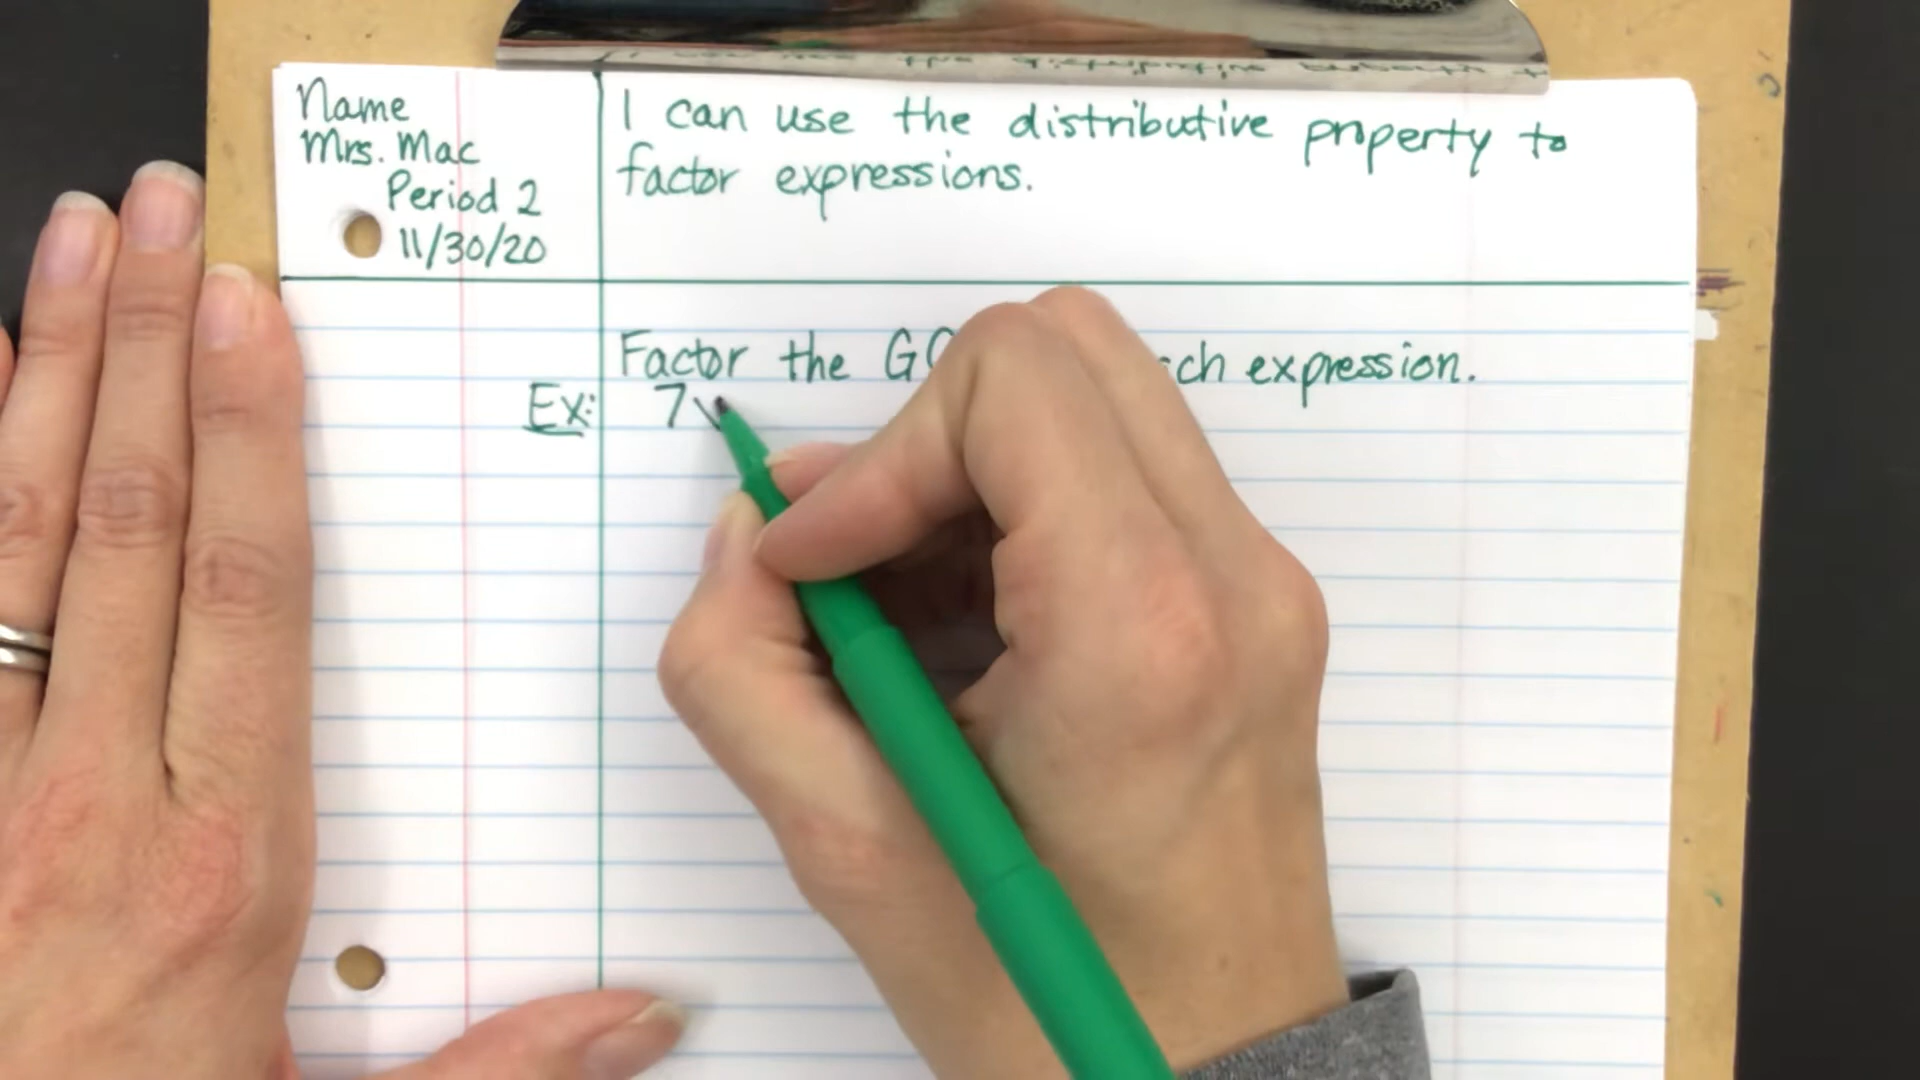 Name
Mrs. Mac
Period 2
11/30/20
I can use the distributive property to
factor expressions.
Factor the expression.
Ex: 7